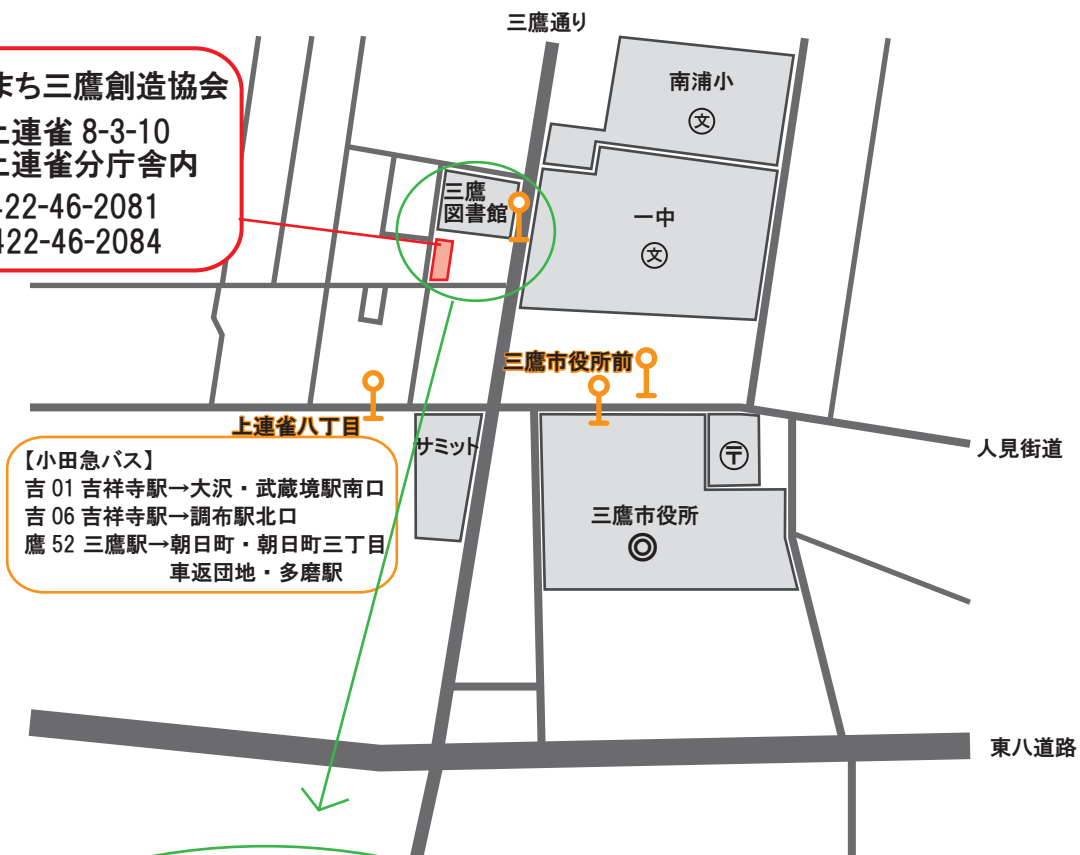 三鷹通り
まち三鷹創造協会
上連雀 8-3-10
上連雀分庁舎内
422-46-2081
422-46-2084
南浦小
文
三鷹
図書館
一中
文
三鷹市役所前
上連雀八丁目
サミット
人見街道
【小田急バス】
吉 01 吉祥寺駅→大沢・武蔵境駅南口
吉 06 吉祥寺駅→調布駅北口
鷹 52 三鷹駅→朝日町・朝日町三丁目
車返団地・多磨駅
〒
三鷹市役所
東八道路